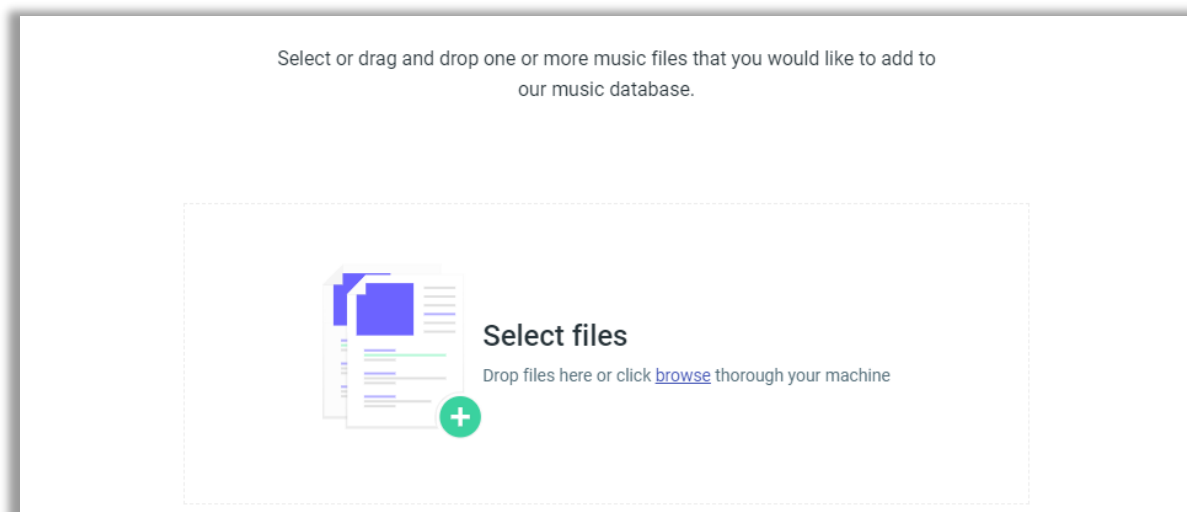 Select or drag and drop one or more music files that you would like to add to
our music database.
Select files
Drop files here or click browse thorough your machine